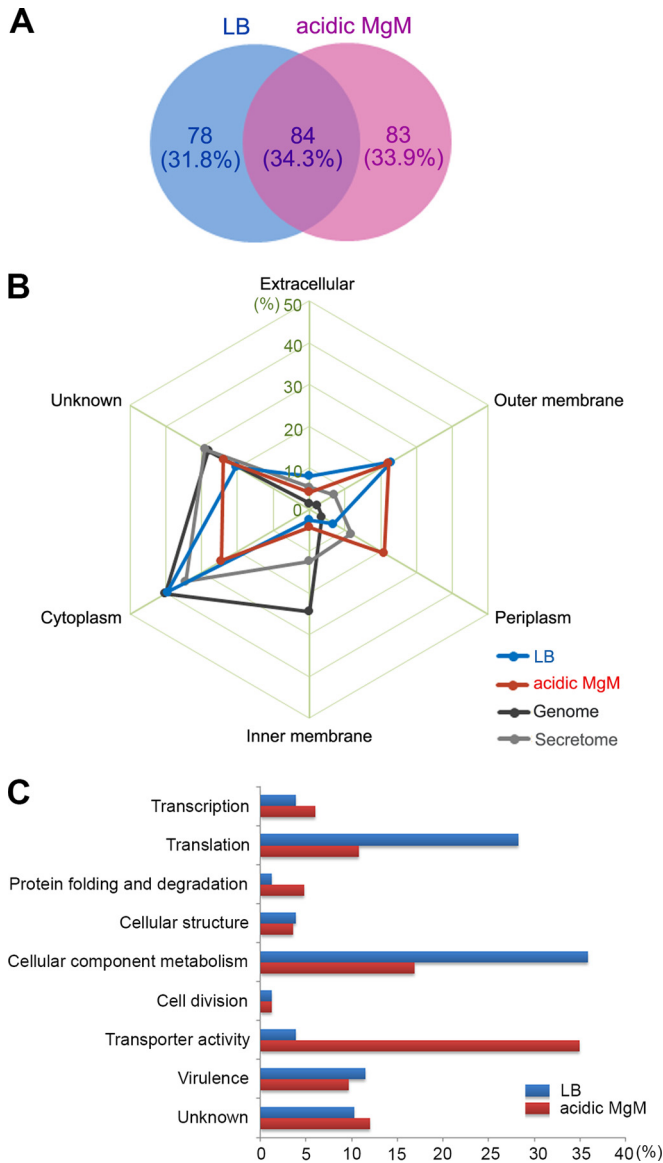 A
LB
acidic MgM
78
(31.8%)
84
(34.3%)
83
(33.9%)
B
Extracellular
(%)
50
40
30
20
10
0
Unknown
Outer membrane
Cytoplasm
Periplasm
Inner membrane
LB
acidic MgM
Genome
Secretome
C
Transcription
Translation
Protein folding and degradation
Cellular structure
Cellular component metabolism
Cell division
Transporter activity
Virulence
Unknown
LB
acidic MgM
0 5 10 15 20 25 30 35 40 (%)